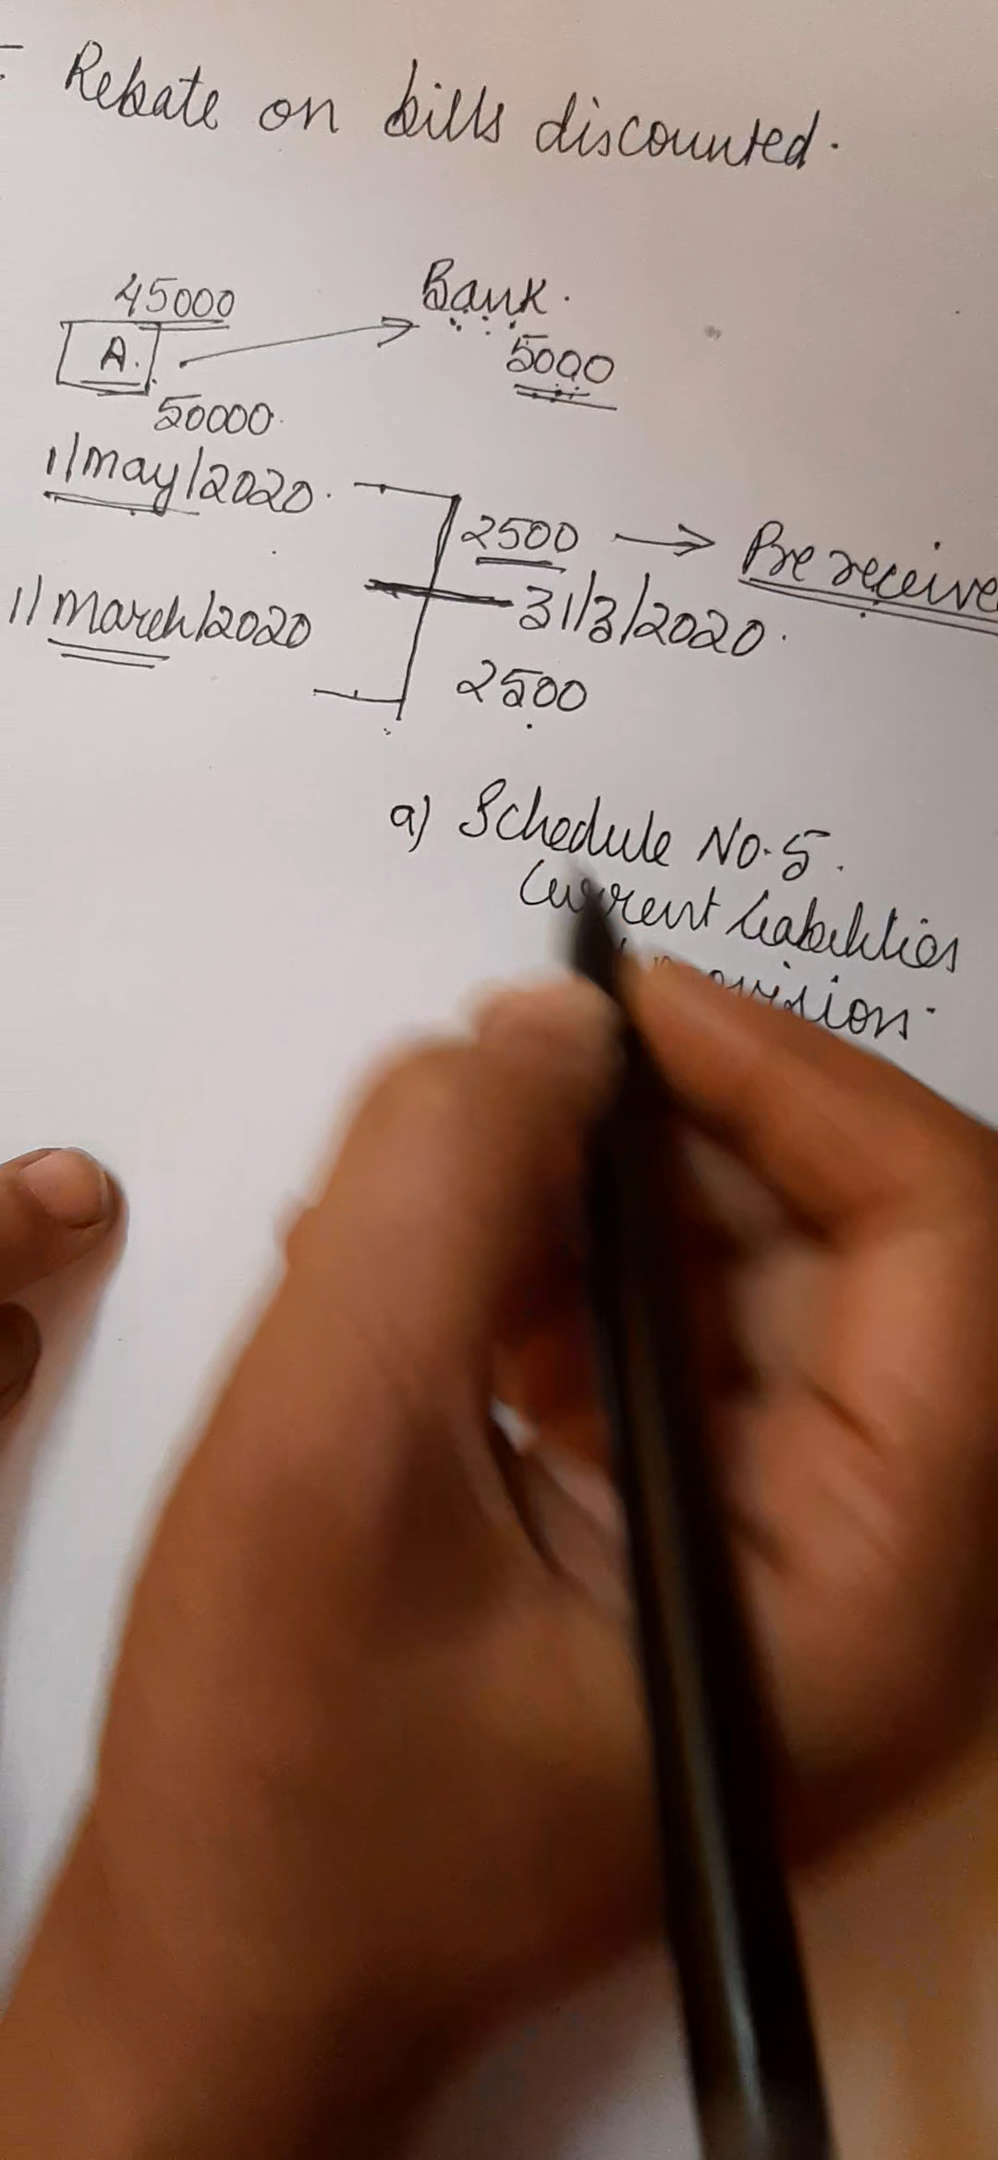 Rebate on bills discounted.
45000
Bank.
A.
5000
50000.
1/may/2020.
2500 → Pre receive
31/3/2020.
1/march/2020
2500
a) Schedule No. 5.
Current liabilities